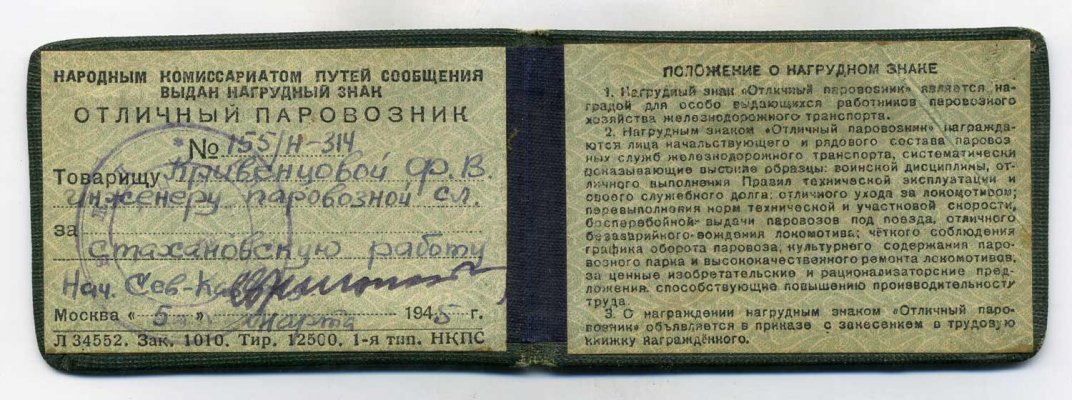 НАРОДНЫМ КОМИССАРИАТОМ ПУТЕЙ СООБЩЕНИЯ
ВЫДАН НАГРУДНЫЙ ЗНАК
ОТЛИЧНЫЙ ПАРОВОЗНИК
№ 155/Н-314
Товарищу Кривенцовой Ф. В.
инженеру паровозной сл.
за
стахановскую работу
Нач. Сев-Кав
Москва « 5 » марта 1945 г.
Л 34552. Зак. 1010. Тир. 12500. 1-я тип. НКПС
ПОЛОЖЕНИЕ О НАГРУДНОМ ЗНАКЕ
1. Нагрудный знак «Отличный паровозник» является на-
градой для особо выдающихся работников паровозного
хозяйства железнодорожного транспорта.
2. Нагрудным знаком «Отличный паровозник» награжда-
ются лица начальствующего и рядового состава паровоз-
ных служб железнодорожного транспорта, систематически
показывающие высокие образцы: воинской дисциплины, от-
личного выполнения Правил технической эксплуатации и
своего служебного долга; отличного ухода за локомотивом;
перевыполнения норм технической и участковой скорости,
бесперебойной выдачи паровозов под поезда, отличного
безаварийного вождения локомотива; чёткого соблюдения
графика оборота паровоза; культурного содержания паро-
возного парка и высококачественного ремонта локомотивов,
за ценные изобретательские и рационализаторские пред-
ложения, способствующие повышению производительности
труда.
3. О награждении нагрудным знаком «Отличный паро-
возник» объявляется в приказе с занесением в трудовую
книжку награждённого.